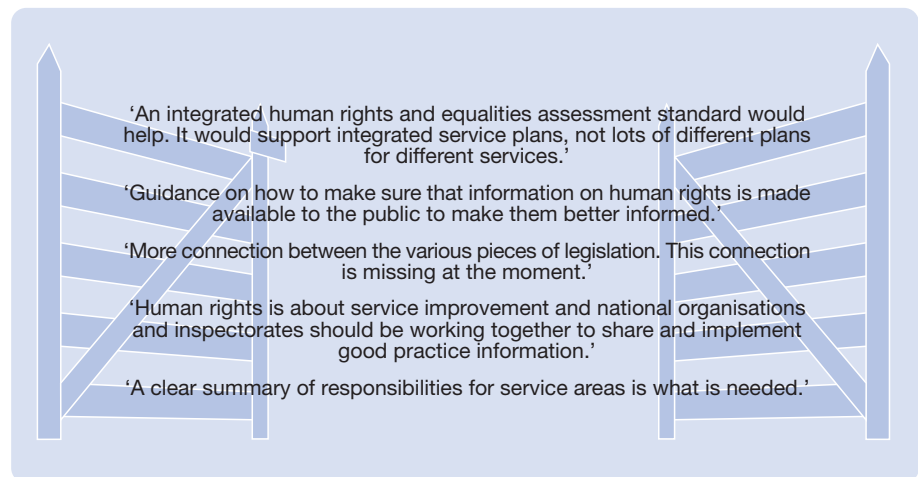 ‘An integrated human rights and equalities assessment standard would
help. It would support integrated service plans, not lots of different plans
for different services.’
‘Guidance on how to make sure that information on human rights is made
available to the public to make them better informed.’
‘More connection between the various pieces of legislation. This connection
is missing at the moment.’
‘Human rights is about service improvement and national organisations
and inspectorates should be working together to share and implement
good practice information.’
‘A clear summary of responsibilities for service areas is what is needed.’